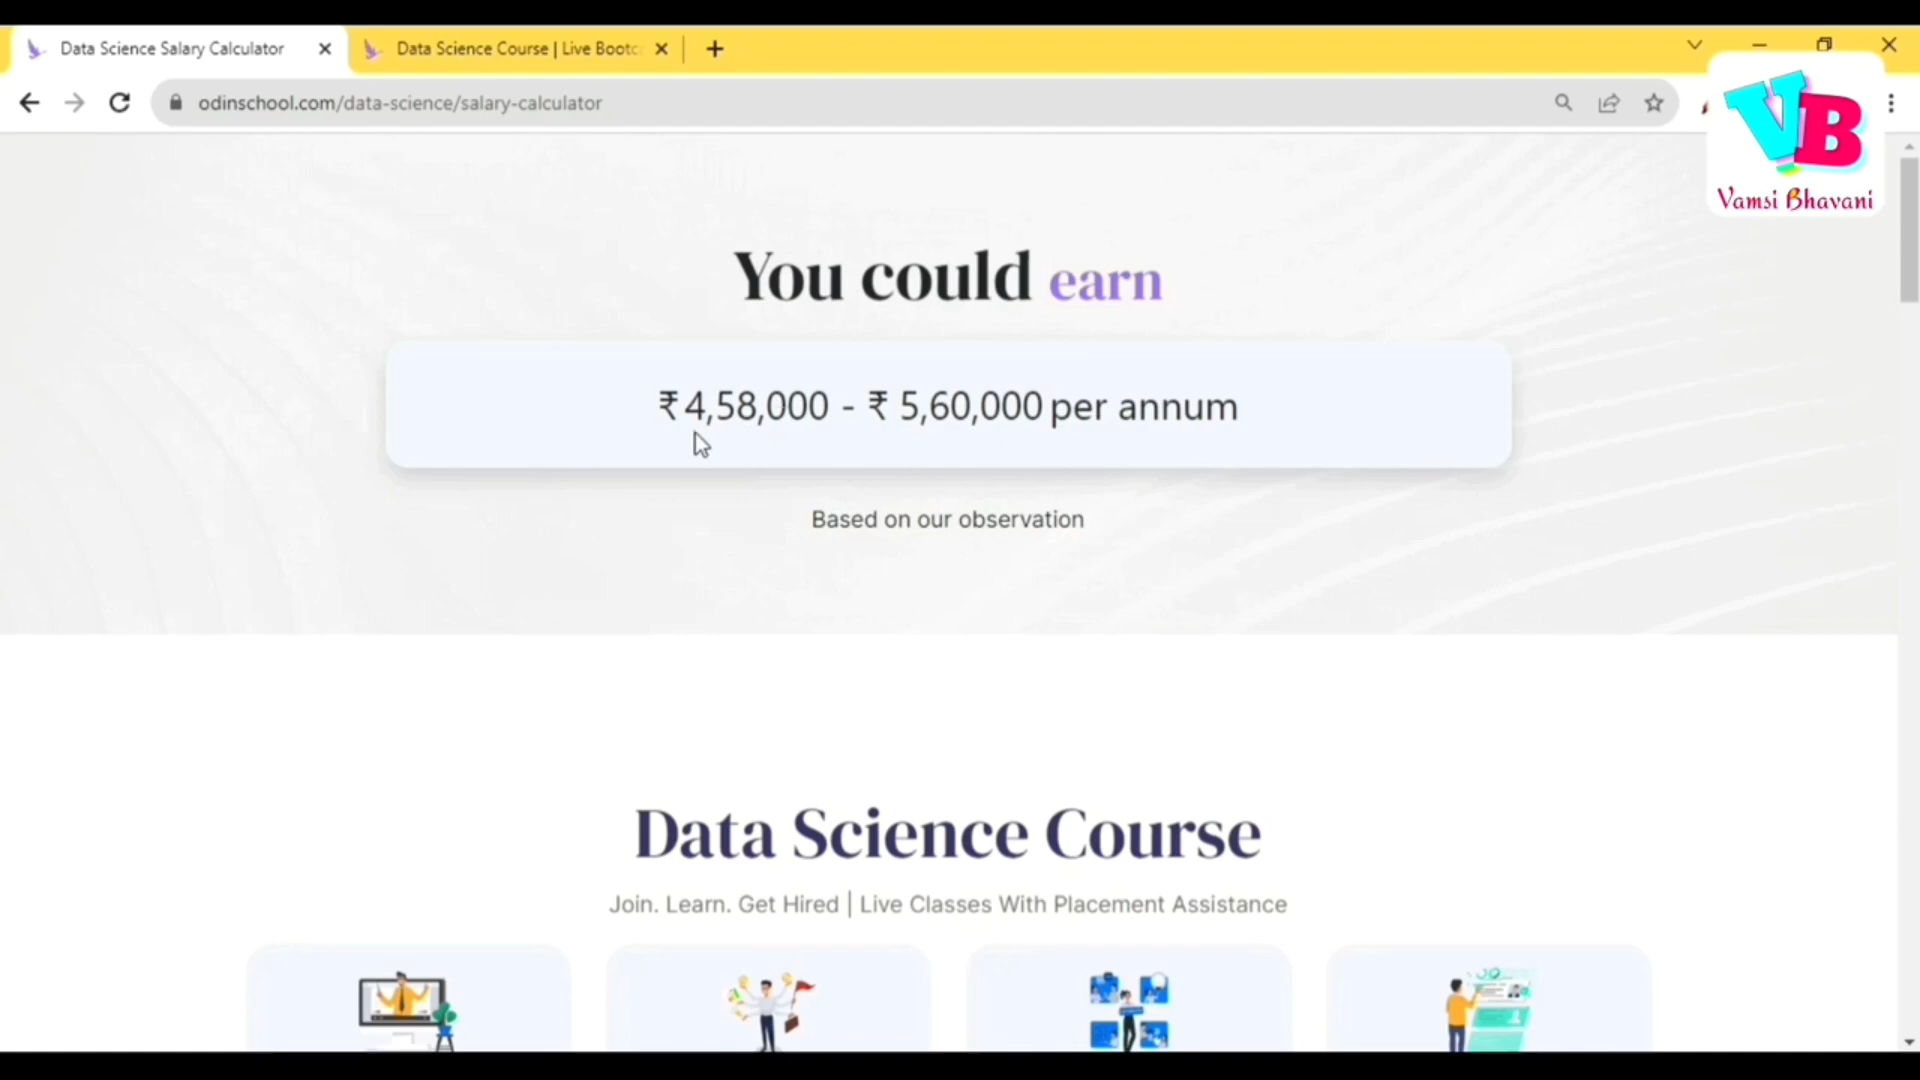 Data Science Salary Calculator
Data Science Course | Live Bootc
odinschool.com/data-science/salary-calculator
VB
Vamsi Bhavani
You could earn
₹4,58,000 - ₹ 5,60,000 per annum
Based on our observation
Data Science Course
Join. Learn. Get Hired | Live Classes With Placement Assistance